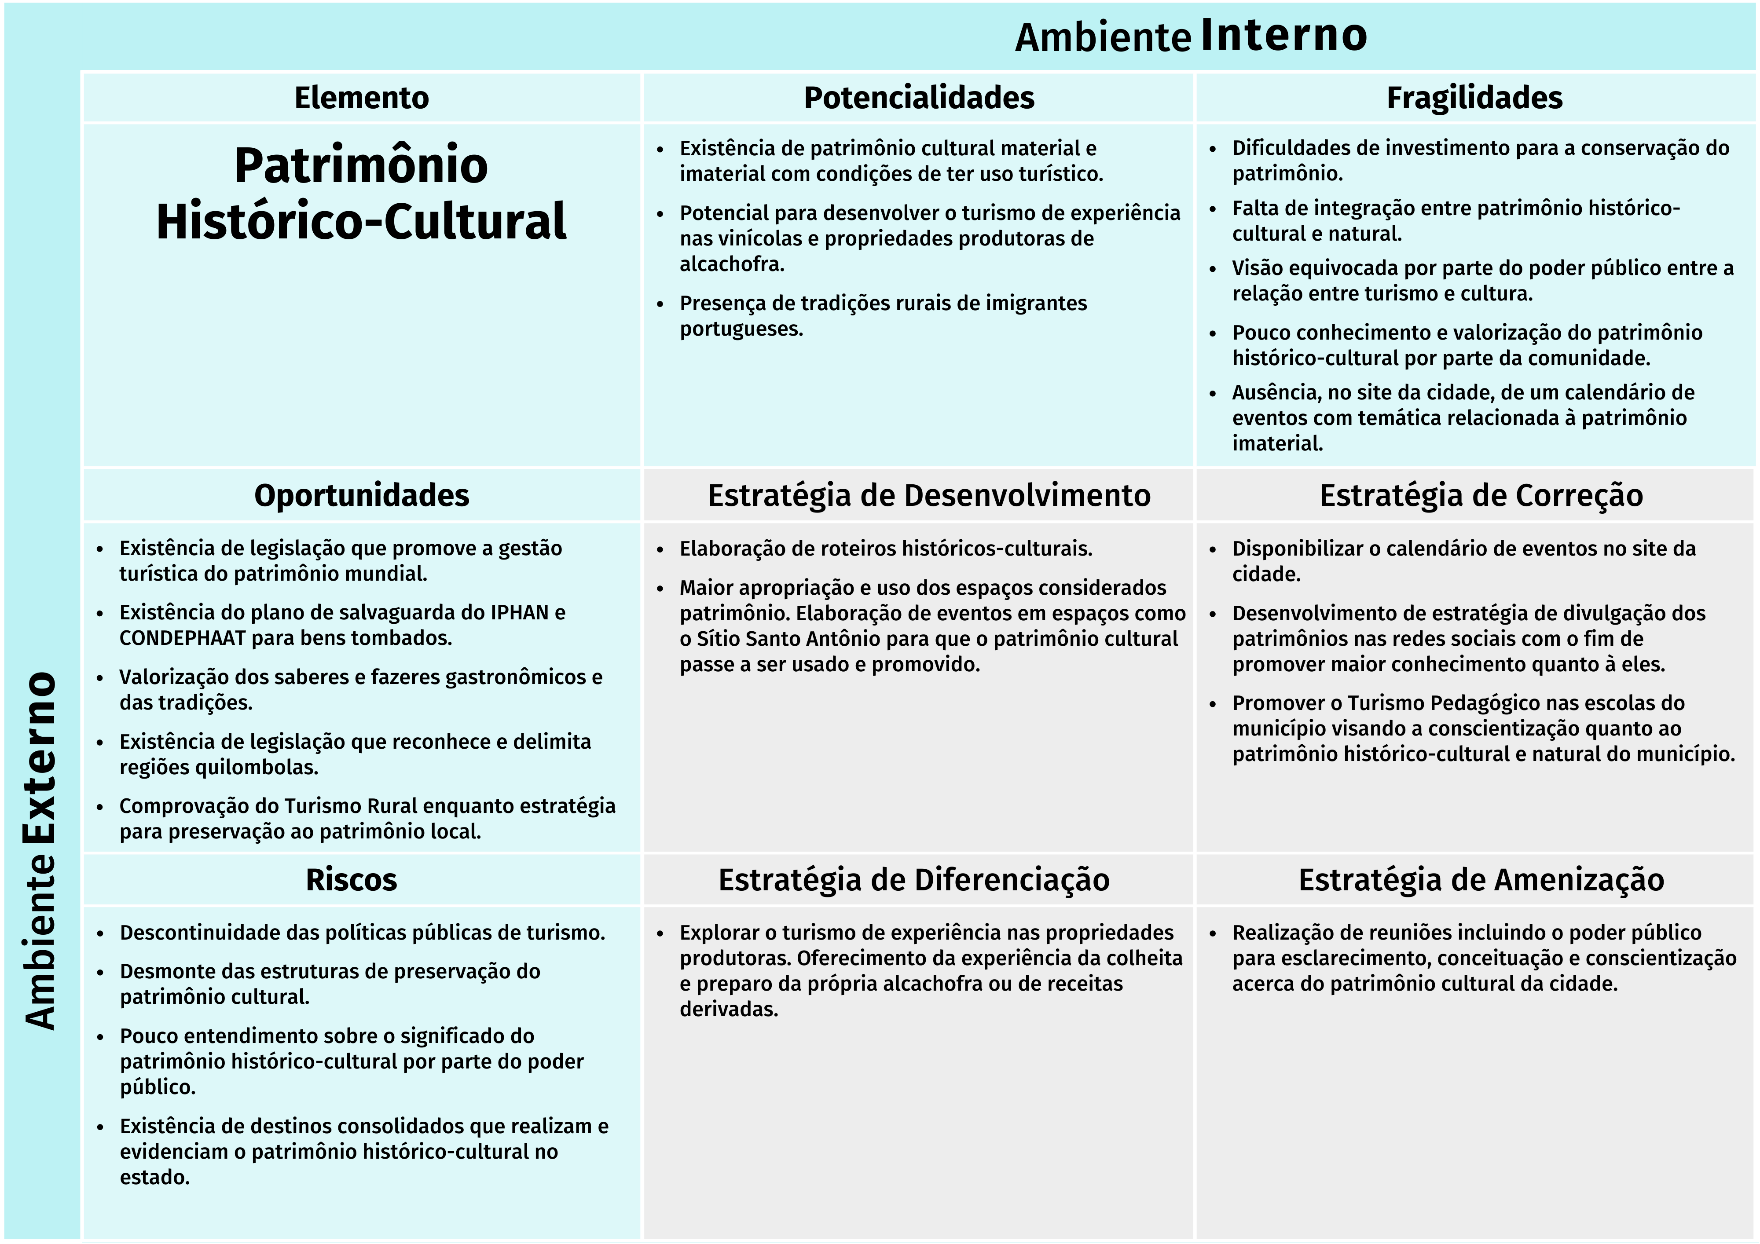 Ambiente Interno
Elemento
Potencialidades
Fragilidades
Patrimônio
Histórico-Cultural
• Existência de patrimônio cultural material e
imaterial com condições de ter uso turístico.
• Potencial para desenvolver o turismo de experiência
nas vinícolas e propriedades produtoras de
alcachofra.
• Presença de tradições rurais de imigrantes
portugueses.
• Dificuldades de investimento para a conservação do
patrimônio.
• Falta de integração entre patrimônio histórico-
cultural e natural.
• Visão equivocada por parte do poder público entre a
relação entre turismo e cultura.
• Pouco conhecimento e valorização do patrimônio
histórico-cultural por parte da comunidade.
• Ausência, no site da cidade, de um calendário de
eventos com temática relacionada à patrimônio
imaterial.
Ambiente Externo
Oportunidades
Estratégia de Desenvolvimento
Estratégia de Correção
• Existência de legislação que promove a gestão
turística do patrimônio mundial.
• Existência do plano de salvaguarda do IPHAN e
CONDEPHAAT para bens tombados.
• Valorização dos saberes e fazeres gastronômicos e
das tradições.
• Existência de legislação que reconhece e delimita
regiões quilombolas.
• Comprovação do Turismo Rural enquanto estratégia
para preservação ao patrimônio local.
• Elaboração de roteiros históricos-culturais.
• Maior apropriação e uso dos espaços considerados
patrimônio. Elaboração de eventos em espaços como
o Sítio Santo Antônio para que o patrimônio cultural
passe a ser usado e promovido.
• Disponibilizar o calendário de eventos no site da
cidade.
• Desenvolvimento de estratégia de divulgação dos
patrimônios nas redes sociais com o fim de
promover maior conhecimento quanto à eles.
• Promover o Turismo Pedagógico nas escolas do
município visando a conscientização quanto ao
patrimônio histórico-cultural e natural do município.
Riscos
Estratégia de Diferenciação
Estratégia de Amenização
• Descontinuidade das políticas públicas de turismo.
• Desmonte das estruturas de preservação do
patrimônio cultural.
• Pouco entendimento sobre o significado do
patrimônio histórico-cultural por parte do poder
público.
• Existência de destinos consolidados que realizam e
evidenciam o patrimônio histórico-cultural no
estado.
• Explorar o turismo de experiência nas propriedades
produtoras. Oferecimento da experiência da colheita
e preparo da própria alcachofra ou de receitas
derivadas.
• Realização de reuniões incluindo o poder público
para esclarecimento, conceituação e conscientização
acerca do patrimônio cultural da cidade.